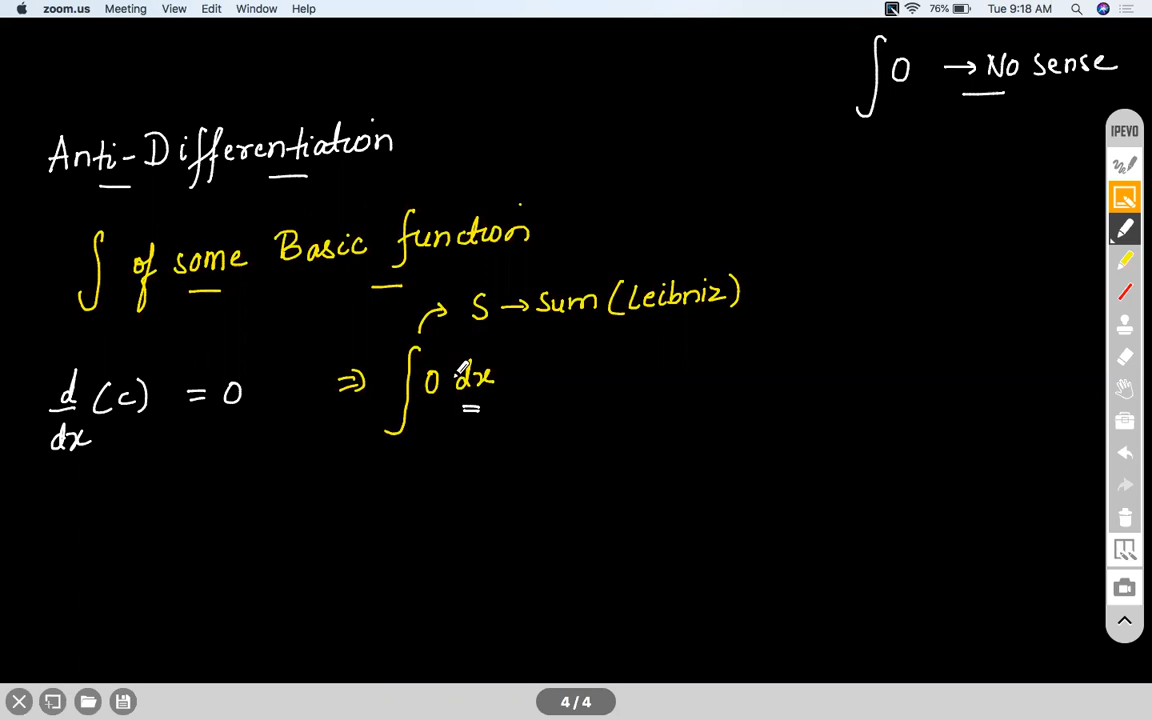 zoom.us Meeting View Edit Window Help 76% Tue 9:18 AM
∫0 → No sense
IPEVO
Anti-Differentiation
∫ of some Basic function
S → Sum (Leibniz)
d/dx (c) = 0 ⇒ ∫0 dx
4/4